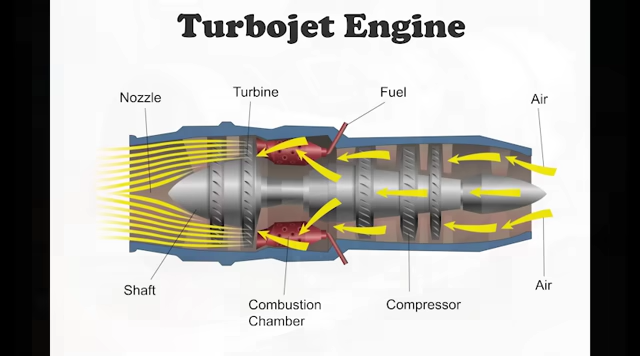 Turbojet Engine
Nozzle
Turbine
Fuel
Air
Shaft
Combustion
Chamber
Compressor
Air